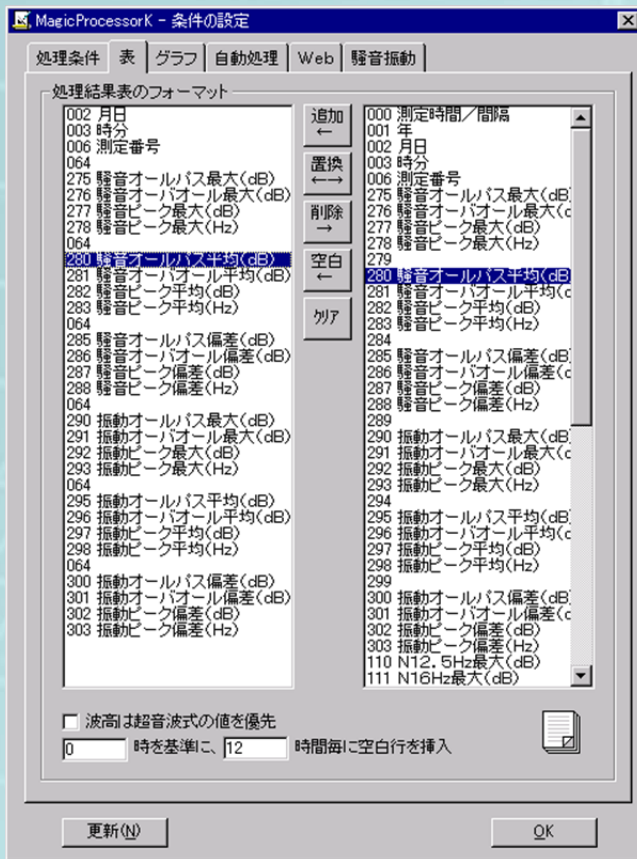 MagicProcessorK - 条件の設定
処理条件 表 グラフ 自動処理 Web 騒音振動
処理結果表のフォーマット
002 月日
003 時分
006 測定番号
064
275 騒音オールパス最大(dB)
276 騒音オーバオール最大(dB)
277 騒音ピーク最大(dB)
278 騒音ピーク最大(Hz)
064
280 騒音オールパス平均(dB)
281 騒音オーバオール平均(dB)
282 騒音ピーク平均(dB)
283 騒音ピーク平均(Hz)
064
285 騒音オールパス偏差(dB)
286 騒音オーバオール偏差(dB)
287 騒音ピーク偏差(dB)
288 騒音ピーク偏差(Hz)
064
290 振動オールパス最大(dB)
291 振動オーバオール最大(dB)
292 振動ピーク最大(dB)
293 振動ピーク最大(Hz)
064
295 振動オールパス平均(dB)
296 振動オーバオール平均(dB)
297 振動ピーク平均(dB)
298 振動ピーク平均(Hz)
064
300 振動オールパス偏差(dB)
301 振動オーバオール偏差(dB)
302 振動ピーク偏差(dB)
303 振動ピーク偏差(Hz)
追加
←
置換
←→
削除
→
空白
←
クリア
000 測定時間/間隔
001 年
002 月日
003 時分
006 測定番号
275 騒音オールパス最大(dB)
276 騒音オーバオール最大(d
277 騒音ピーク最大(dB)
278 騒音ピーク最大(Hz)
279
280 騒音オールパス平均(dB)
281 騒音オーバオール平均(d
282 騒音ピーク平均(dB)
283 騒音ピーク平均(Hz)
284
285 騒音オールパス偏差(dB)
286 騒音オーバオール偏差(d
287 騒音ピーク偏差(dB)
288 騒音ピーク偏差(Hz)
289
290 振動オールパス最大(dB)
291 振動オーバオール最大(d
292 振動ピーク最大(dB)
293 振動ピーク最大(Hz)
294
295 振動オールパス平均(dB)
296 振動オーバオール平均(d
297 振動ピーク平均(dB)
298 振動ピーク平均(Hz)
299
300 振動オールパス偏差(dB)
301 振動オーバオール偏差(d
302 振動ピーク偏差(dB)
303 振動ピーク偏差(Hz)
110 N12.5Hz最大(dB)
111 N16Hz最大(dB)
波高は超音波式の値を優先
0 時を基準に、 12 時間毎に空白行を挿入
更新(N) OK